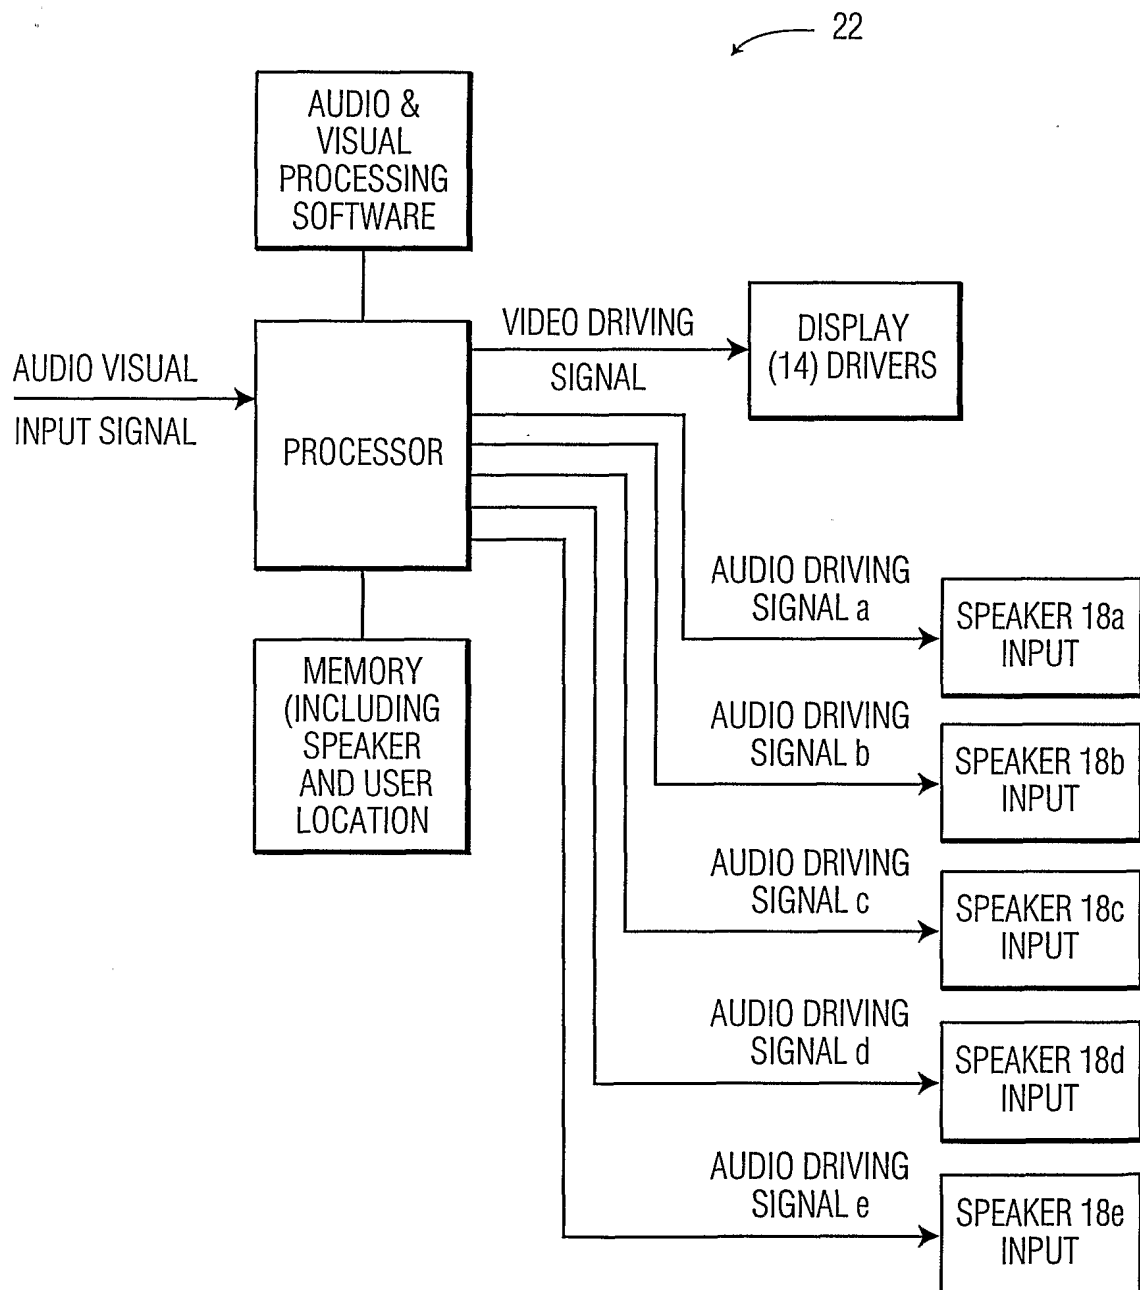 22
AUDIO &
VISUAL
PROCESSING
SOFTWARE
VIDEO DRIVING
SIGNAL
DISPLAY
(14) DRIVERS
AUDIO VISUAL
INPUT SIGNAL
PROCESSOR
MEMORY
(INCLUDING
SPEAKER
AND USER
LOCATION
AUDIO DRIVING
SIGNAL a
SPEAKER 18a
INPUT
AUDIO DRIVING
SIGNAL b
SPEAKER 18b
INPUT
AUDIO DRIVING
SIGNAL c
SPEAKER 18c
INPUT
AUDIO DRIVING
SIGNAL d
SPEAKER 18d
INPUT
AUDIO DRIVING
SIGNAL e
SPEAKER 18e
INPUT